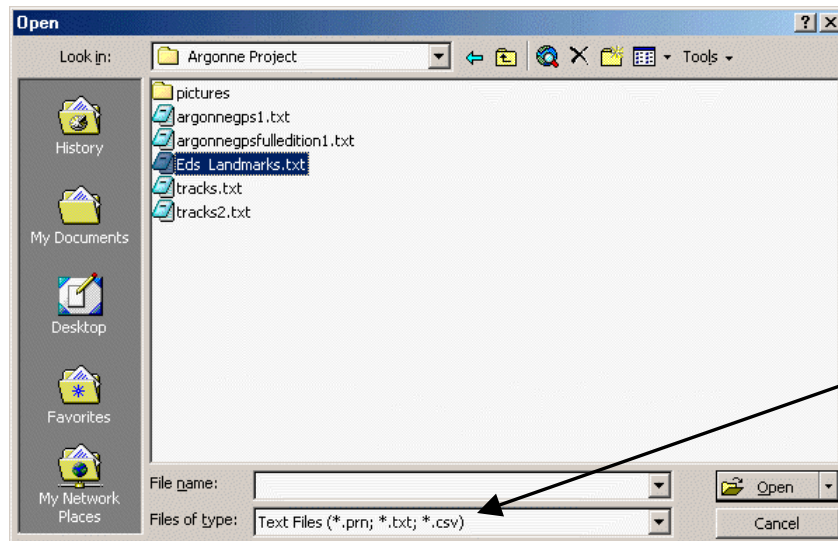 Open
Look in: Argonne Project Tools
pictures
argonnegps1.txt
argonnegpsfulledition1.txt
Eds Landmarks.txt
tracks.txt
tracks2.txt
History
My Documents
Desktop
Favorites
My Network
Places
File name: Open
Files of type: Text Files (*.prn; *.txt; *.csv) Cancel